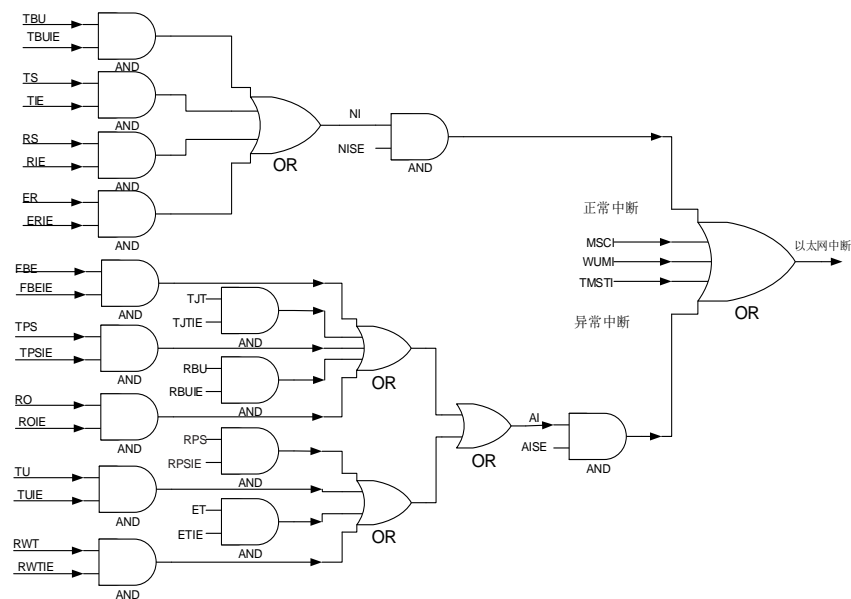 TBU
TBUIE
AND
TS
TIE
AND
RS
RIE
AND
ER
ERIE
AND
OR
NI
NISE
AND
正常中断
MSCI
WUMI
TMSTI
异常中断
OR
以太网中断
FBE
FBEIE
AND
TJT
TJTIE
AND
TPS
TPSIE
AND
RBU
RBUIE
AND
RO
ROIE
AND
OR
RPS
RPSIE
AND
TU
TUIE
AND
ET
ETIE
AND
RWT
RWTIE
AND
OR
OR
AI
AISE
AND